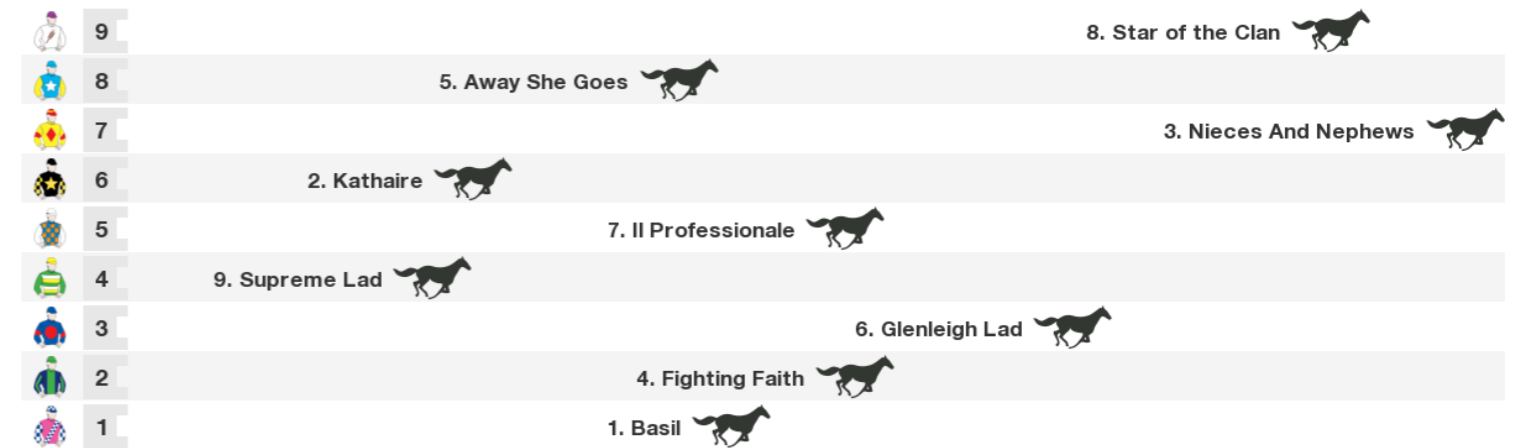 9 8. Star of the Clan
8 5. Away She Goes
7 3. Nieces And Nephews
6 2. Kathaire
5 7. Il Professionale
4 9. Supreme Lad
3 6. Glenleigh Lad
2 4. Fighting Faith
1 1. Basil